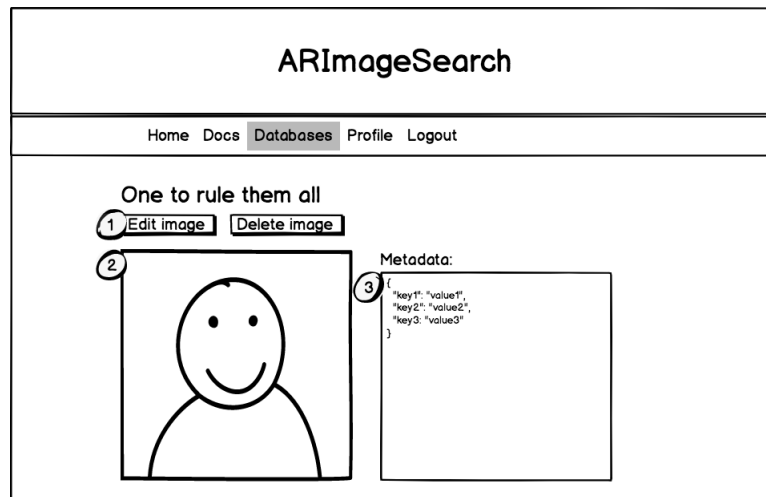 ARImageSearch
Home Docs Databases Profile Logout
One to rule them all
1 Edit image Delete image
2
Metadata:
3
{
"key1": "value1",
"key2": "value2",
"key3: "value3"
}